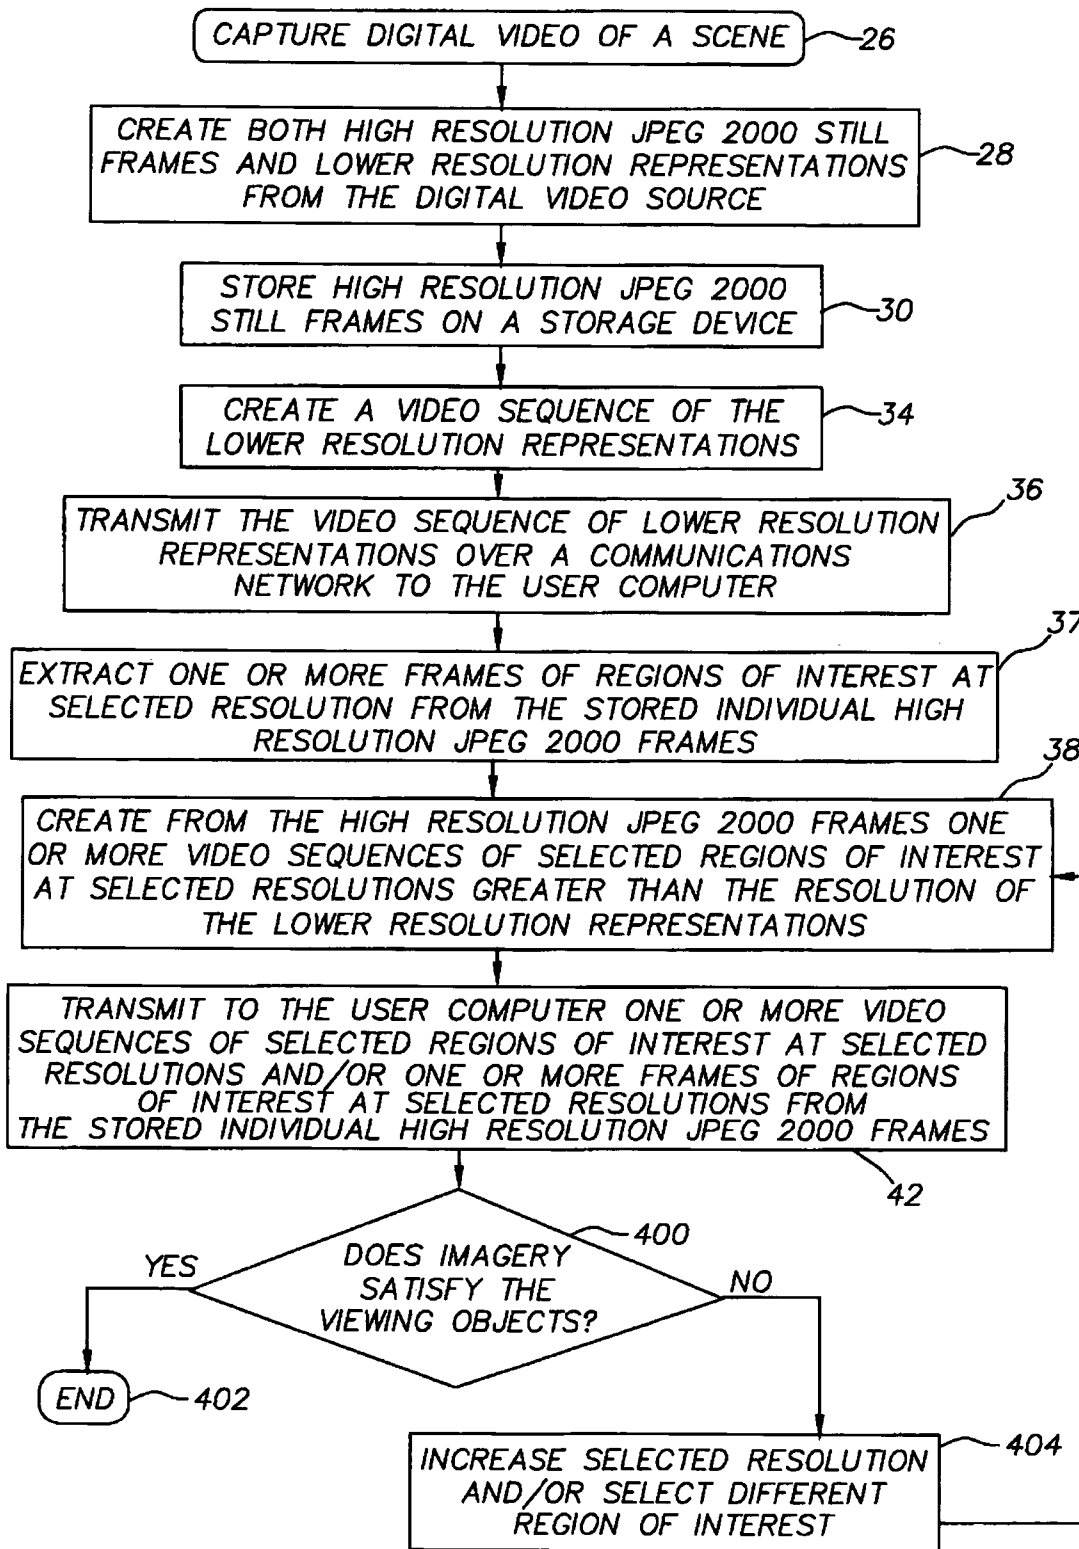 CAPTURE DIGITAL VIDEO OF A SCENE
26
CREATE BOTH HIGH RESOLUTION JPEG 2000 STILL
FRAMES AND LOWER RESOLUTION REPRESENTATIONS
FROM THE DIGITAL VIDEO SOURCE
28
STORE HIGH RESOLUTION JPEG 2000
STILL FRAMES ON A STORAGE DEVICE
30
CREATE A VIDEO SEQUENCE OF THE
LOWER RESOLUTION REPRESENTATIONS
34
36
TRANSMIT THE VIDEO SEQUENCE OF LOWER RESOLUTION
REPRESENTATIONS OVER A COMMUNICATIONS
NETWORK TO THE USER COMPUTER
37
EXTRACT ONE OR MORE FRAMES OF REGIONS OF INTEREST AT
SELECTED RESOLUTION FROM THE STORED INDIVIDUAL HIGH
RESOLUTION JPEG 2000 FRAMES
38
CREATE FROM THE HIGH RESOLUTION JPEG 2000 FRAMES ONE
OR MORE VIDEO SEQUENCES OF SELECTED REGIONS OF INTEREST
AT SELECTED RESOLUTIONS GREATER THAN THE RESOLUTION OF
THE LOWER RESOLUTION REPRESENTATIONS
TRANSMIT TO THE USER COMPUTER ONE OR MORE VIDEO
SEQUENCES OF SELECTED REGIONS OF INTEREST AT SELECTED
RESOLUTIONS AND/OR ONE OR MORE FRAMES OF REGIONS
OF INTEREST AT SELECTED RESOLUTIONS FROM
THE STORED INDIVIDUAL HIGH RESOLUTION JPEG 2000 FRAMES
42
400
DOES IMAGERY
SATISFY THE
VIEWING OBJECTS?
YES
NO
END
402
404
INCREASE SELECTED RESOLUTION
AND/OR SELECT DIFFERENT
REGION OF INTEREST